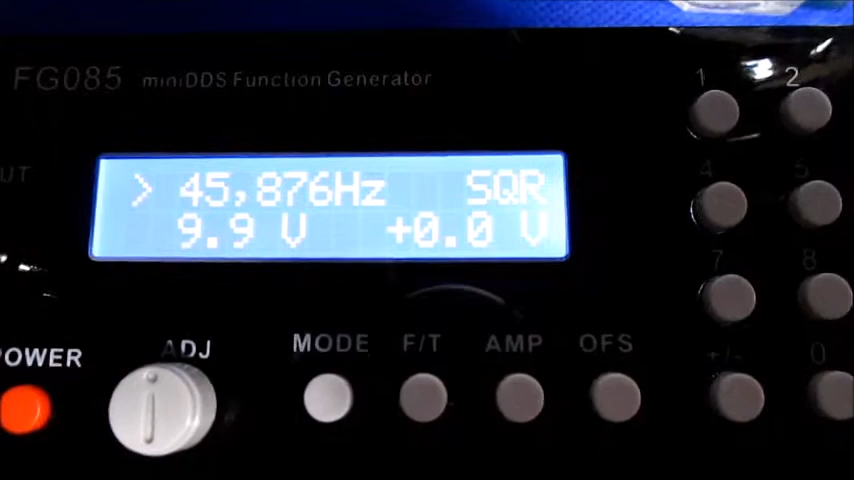 FG085 miniDDS Function Generator
1 2
UT
> 45,876Hz SQR
9.9 V +0.0 V
4 5
7 8
POWER ADJ MODE F/T AMP OFS +/- 0